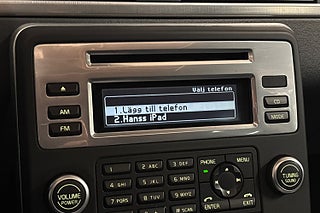 Välj telefon
1.Lägg till telefon
2.Hanss iPad
AM
FM
CD
MODE
PHONE
MENU
1
2 ABC
3 DEF
4 GHI
5 JKL
6 MNO
7 PQRS
8 TUV
9 WXYZ
0 +
# SCAN
ENTER
EXIT
VOLUME
POWER
TUNING
SOUND